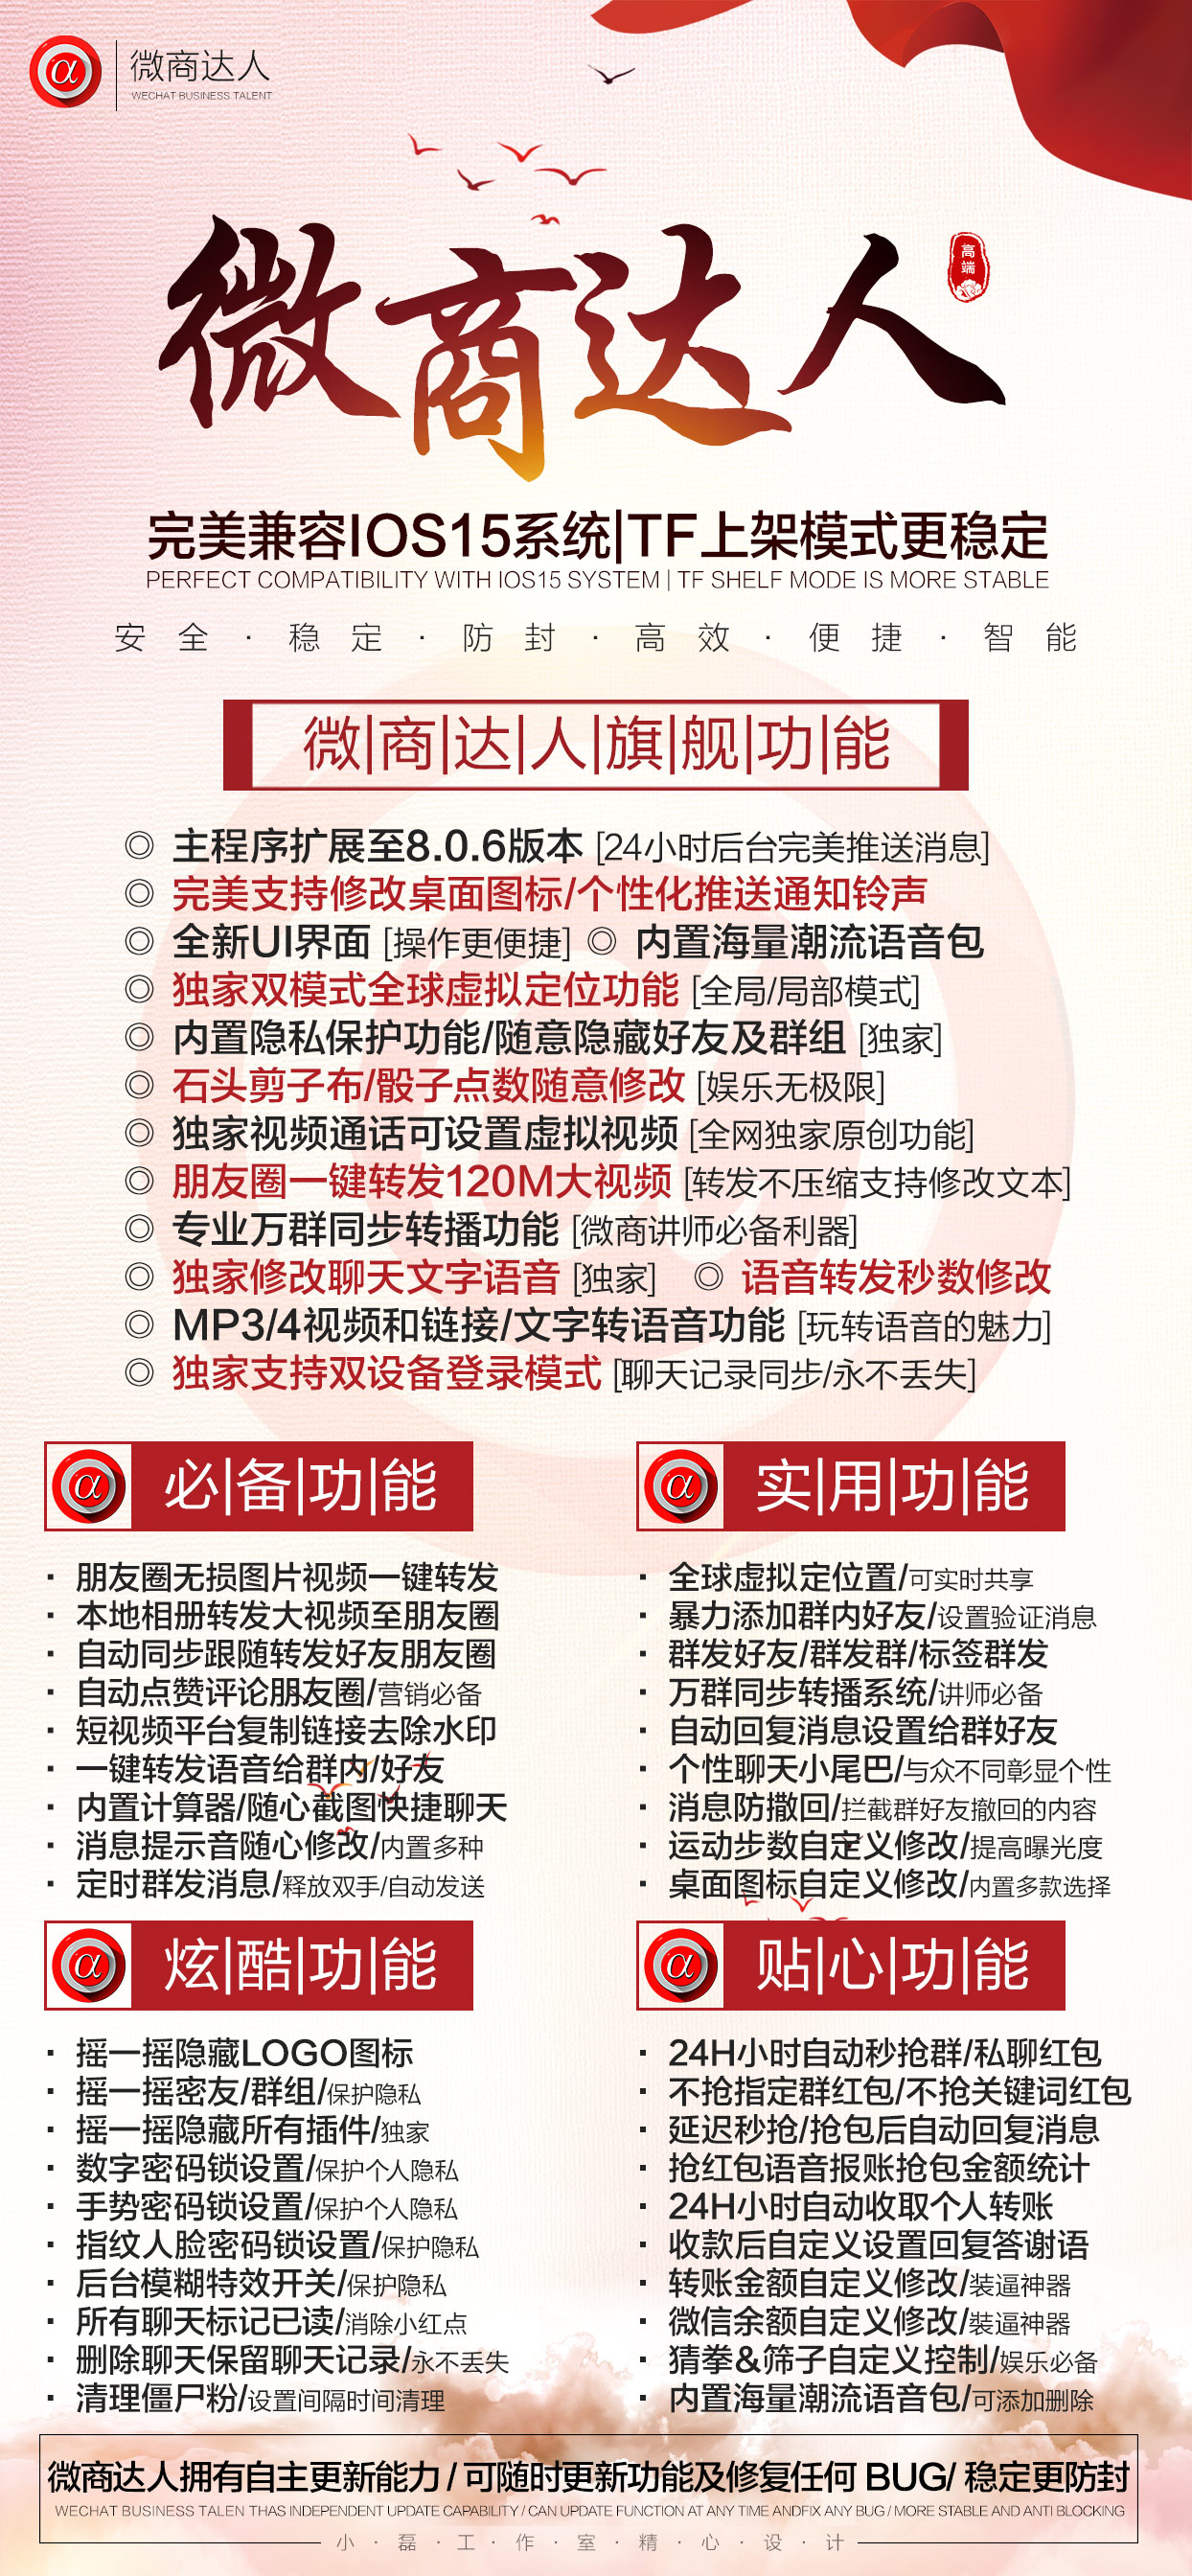 微商达人
WECHAT BUSINESS TALENT
微商达人
高端
完美兼容IOS15系统|TF上架模式更稳定
PERFECT COMPATIBILITY WITH IOS15 SYSTEM | TF SHELF MODE IS MORE STABLE
安全·稳定·防封·高效·便捷·智能
微|商|达|人|旗|舰|功|能
◎ 主程序扩展至8.0.6版本 [24小时后台完美推送消息]
◎ 完美支持修改桌面图标/个性化推送通知铃声
◎ 全新UI界面 [操作更便捷] ◎ 内置海量潮流语音包
◎ 独家双模式全球虚拟定位功能 [全局/局部模式]
◎ 内置隐私保护功能/随意隐藏好友及群组 [独家]
◎ 石头剪子布/骰子点数随意修改 [娱乐无极限]
◎ 独家视频通话可设置虚拟视频 [全网独家原创功能]
◎ 朋友圈一键转发120M大视频 [转发不压缩支持修改文本]
◎ 专业万群同步转播功能 [微商讲师必备利器]
◎ 独家修改聊天文字语音 [独家] ◎ 语音转发秒数修改
◎ MP3/4视频和链接/文字转语音功能 [玩转语音的魅力]
◎ 独家支持双设备登录模式 [聊天记录同步/永不丢失]
必|备|功|能
· 朋友圈无损图片视频一键转发
· 本地相册转发大视频至朋友圈
· 自动同步跟随转发好友朋友圈
· 自动点赞评论朋友圈/营销必备
· 短视频平台复制链接去除水印
· 一键转发语音给群内/好友
· 内置计算器/随心截图快捷聊天
· 消息提示音随心修改/内置多种
· 定时群发消息/释放双手/自动发送
实|用|功|能
· 全球虚拟定位置/可实时共享
· 暴力添加群内好友/设置验证消息
· 群发好友/群发群/标签群发
· 万群同步转播系统/讲师必备
· 自动回复消息设置给群好友
· 个性聊天小尾巴/与众不同彰显个性
· 消息防撤回/拦截群好友撤回的内容
· 运动步数自定义修改/提高曝光度
· 桌面图标自定义修改/内置多款选择
炫|酷|功|能
· 摇一摇隐藏LOGO图标
· 摇一摇密友/群组/保护隐私
· 摇一摇隐藏所有插件/独家
· 数字密码锁设置/保护个人隐私
· 手势密码锁设置/保护个人隐私
· 指纹人脸密码锁设置/保护隐私
· 后台模糊特效开关/保护隐私
· 所有聊天标记已读/消除小红点
· 删除聊天保留聊天记录/永不丢失
· 清理僵尸粉/设置间隔时间清理
贴|心|功|能
· 24H小时自动秒抢群/私聊红包
· 不抢指定群红包/不抢关键词红包
· 延迟秒抢/抢包后自动回复消息
· 抢红包语音报账抢包金额统计
· 24H小时自动收取个人转账
· 收款后自定义设置回复答谢语
· 转账金额自定义修改/装逼神器
· 微信余额自定义修改/装逼神器
· 猜拳&筛子自定义控制/娱乐必备
· 内置海量潮流语音包/可添加删除
微商达人拥有自主更新能力 / 可随时更新功能及修复任何 BUG/ 稳定更防封
WECHAT BUSINESS TALEN THAS INDEPENDENT UPDATE CAPABILITY / CAN UPDATE FUNCTION AT ANY TIME ANDFIX ANY BUG / MORE STABLE AND ANTI BLOCKING
小·磊·工·作·室·精·心·设·计